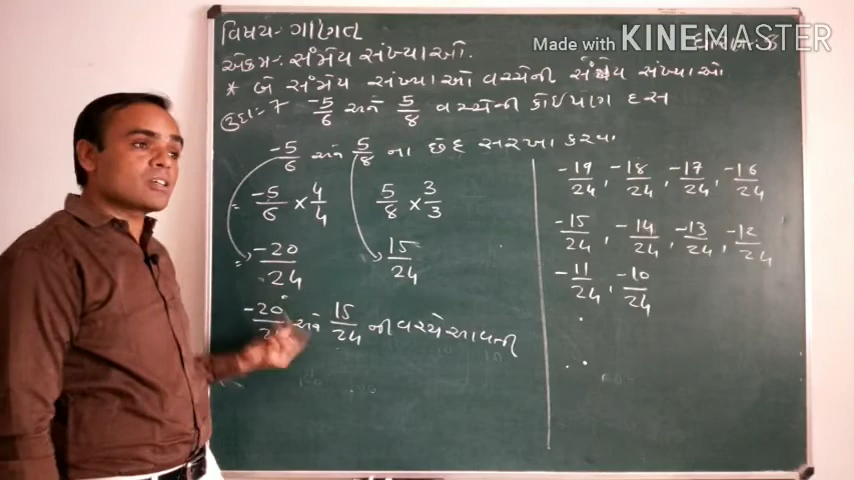 વિષય:- ગણિત
Made with KINEMASTER
એકમ:- સંમેય સંખ્યાઓ.
* બે સંમેય સંખ્યાઓ વચ્ચેની સંમેય સંખ્યાઓ
ઉદા:- 7 -5/6 અને 5/8 વચ્ચેની કોઇપણ દસ
-5/6 અને 5/8 ના છેદ સરખા કરવા
= -5/6 × 4/4 5/8 × 3/3
= -20/24 15/24
-20/24 અને 15/24 ની વચ્ચે આવતી
-19/24, -18/24, -17/24, -16/24
-15/24, -14/24, -13/24, -12/24
-11/24, -10/24